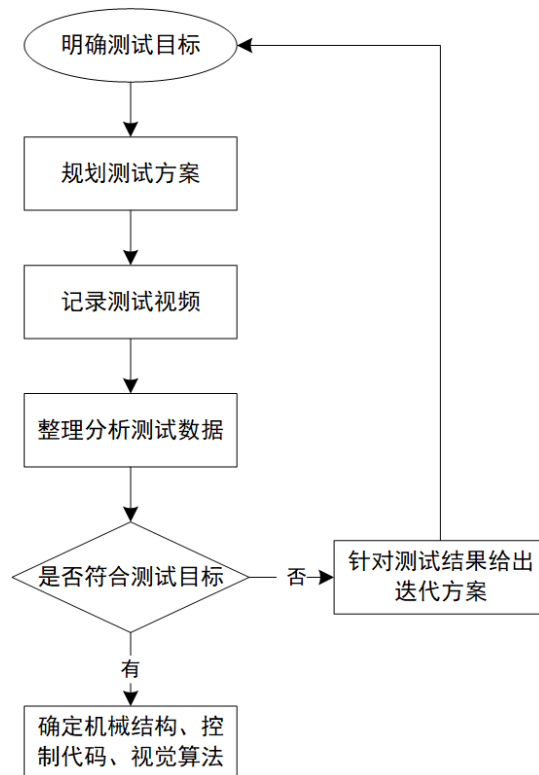 明确测试目标
规划测试方案
记录测试视频
整理分析测试数据
是否符合测试目标
否
针对测试结果给出
迭代方案
有
确定机械结构、控
制代码、视觉算法